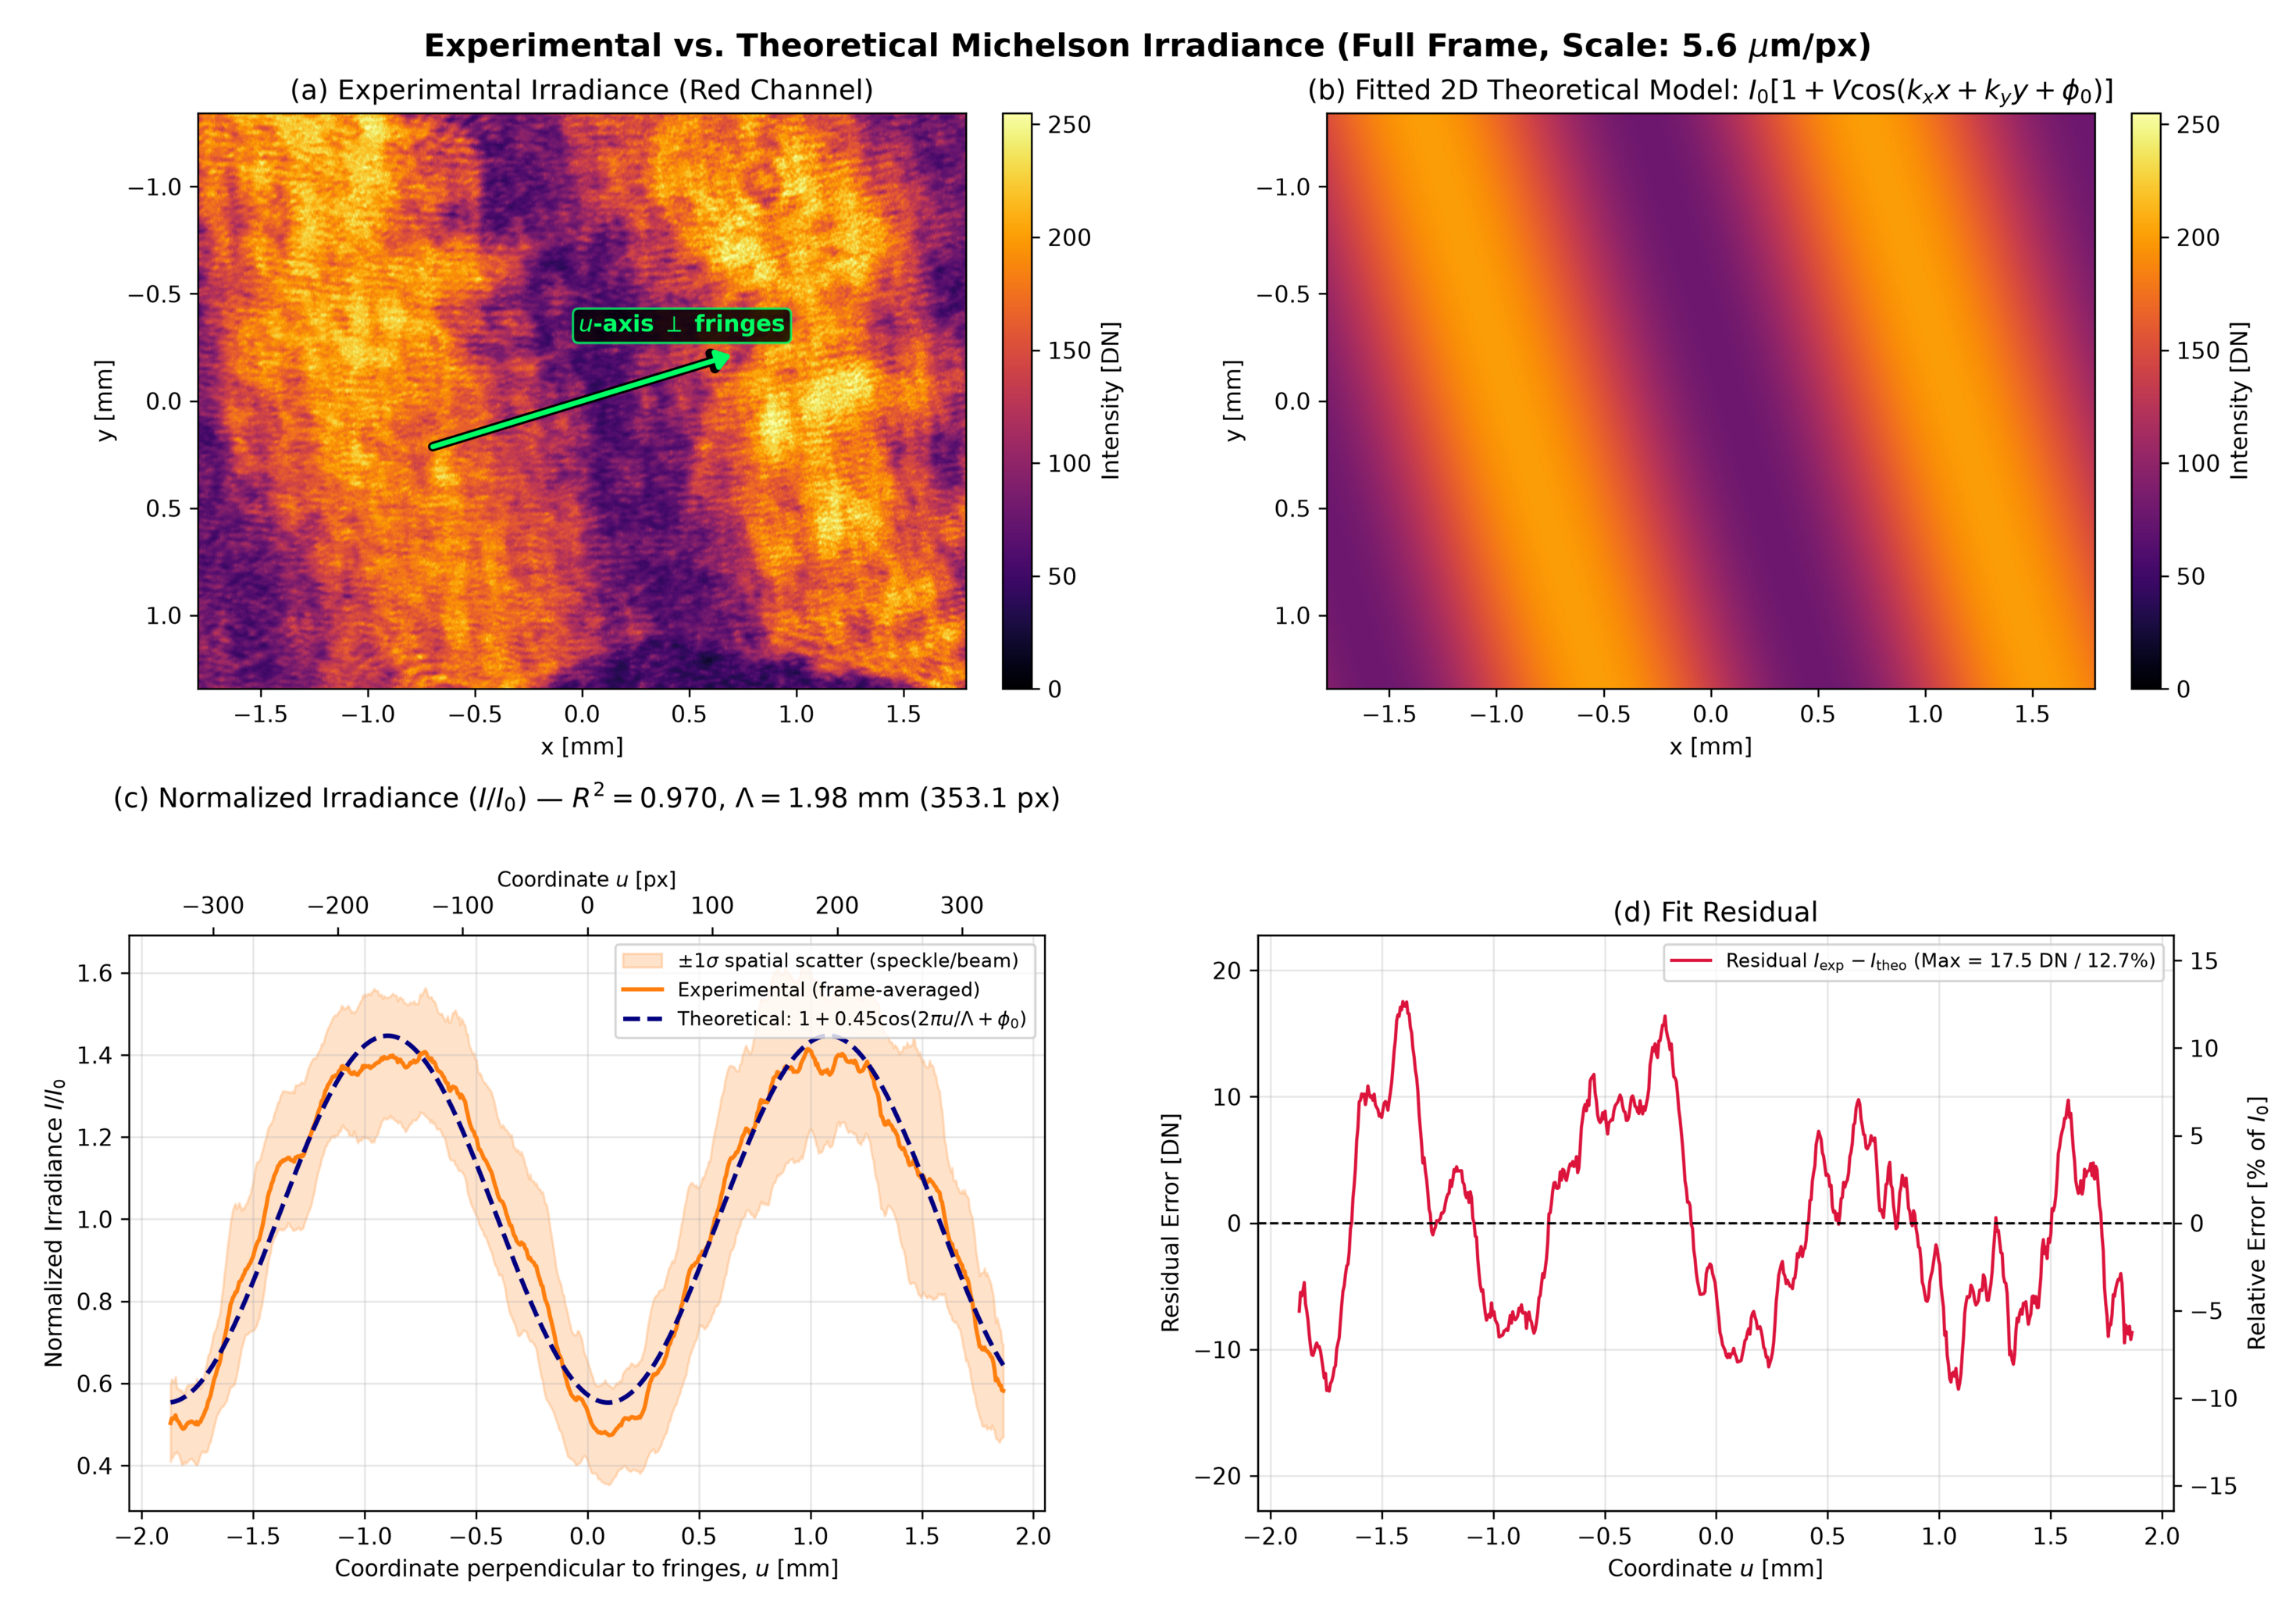 Experimental vs. Theoretical Michelson Irradiance (Full Frame, Scale: 5.6 μm/px)
(a) Experimental Irradiance (Red Channel)
−1.0
−0.5
0.0
0.5
1.0
y [mm]
u-axis ⊥ fringes
−1.5 −1.0 −0.5 0.0 0.5 1.0 1.5
x [mm]
250
200
150
100
50
0
Intensity [DN]
(b) Fitted 2D Theoretical Model: I₀[1 + Vcos(kₓx + k_y y + ϕ₀)]
−1.0
−0.5
0.0
0.5
1.0
y [mm]
−1.5 −1.0 −0.5 0.0 0.5 1.0 1.5
x [mm]
250
200
150
100
50
0
Intensity [DN]
(c) Normalized Irradiance (I/I₀) — R² = 0.970, Λ = 1.98 mm (353.1 px)
Coordinate u [px]
−300 −200 −100 0 100 200 300
1.6
1.4
1.2
1.0
0.8
0.6
0.4
Normalized Irradiance I/I₀
±1σ spatial scatter (speckle/beam)
Experimental (frame-averaged)
Theoretical: 1 + 0.45cos(2πu/Λ + ϕ₀)
−2.0 −1.5 −1.0 −0.5 0.0 0.5 1.0 1.5 2.0
Coordinate perpendicular to fringes, u [mm]
(d) Fit Residual
20
10
0
−10
−20
Residual Error [DN]
Residual I_exp − I_theo (Max = 17.5 DN / 12.7%)
15
10
5
0
−5
−10
−15
Relative Error [% of I₀]
−2.0 −1.5 −1.0 −0.5 0.0 0.5 1.0 1.5 2.0
Coordinate u [mm]